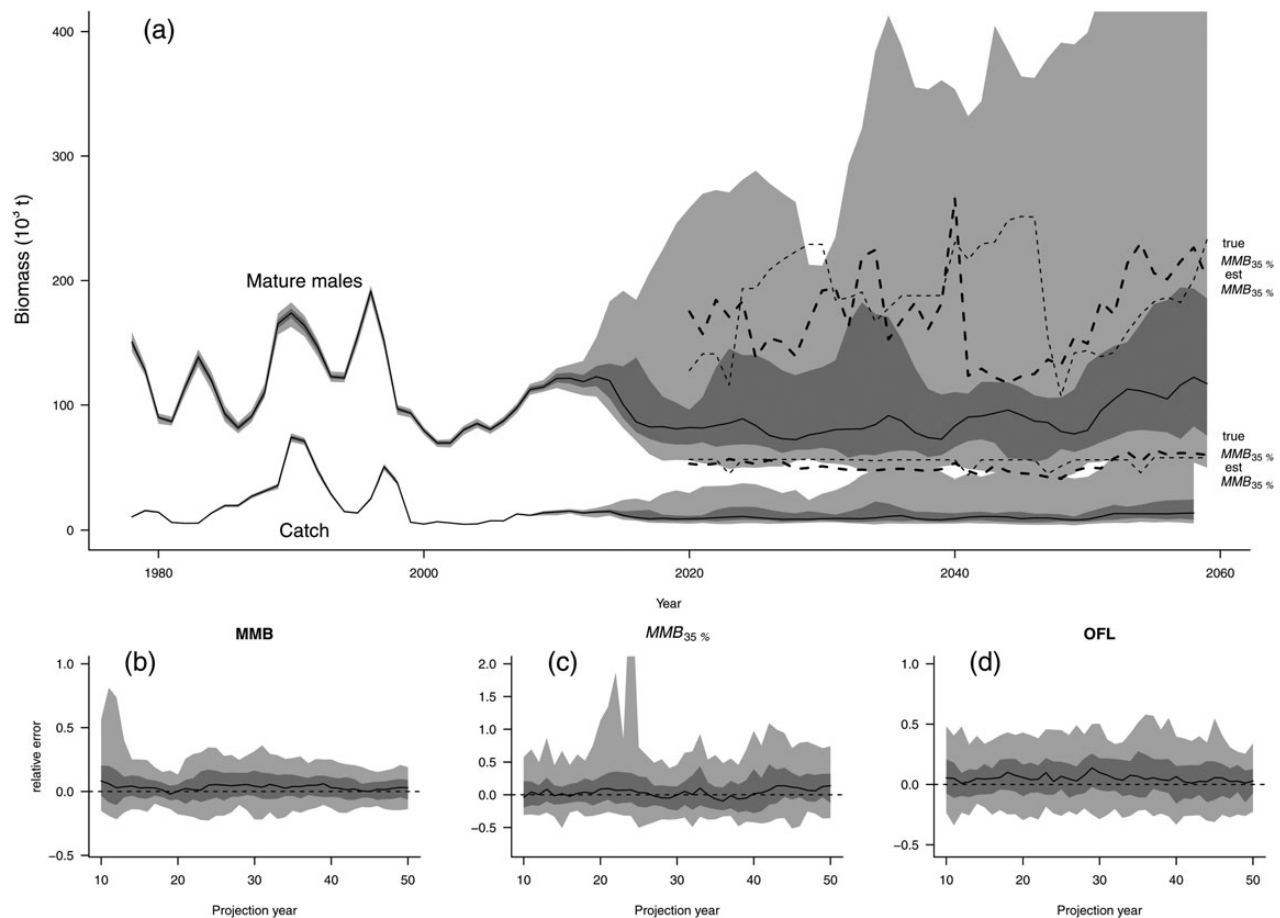 (a)
400
300
200
100
0
Biomass (10³ t)
Mature males
Catch
true
MMB35 %
est
MMB35 %
true
MMB35 %
est
MMB35 %
1980
2000
2020
2040
2060
Year
MMB
(b)
1.0
0.5
0.0
−0.5
relative error
10
20
30
40
50
Projection year
MMB35 %
(c)
2.0
1.5
1.0
0.5
0.0
−0.5
10
20
30
40
50
Projection year
OFL
(d)
1.0
0.5
0.0
−0.5
10
20
30
40
50
Projection year